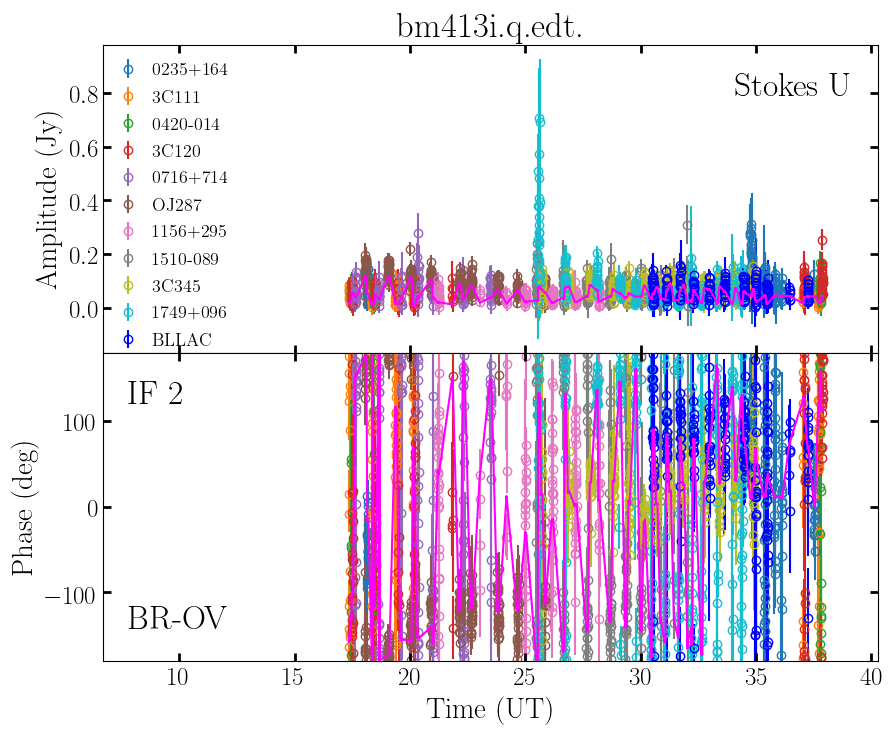 bm413i.q.edt.
Stokes U
0235+164
3C111
0420-014
3C120
0716+714
OJ287
1156+295
1510-089
3C345
1749+096
BLLAC
Amplitude (Jy)
0.8
0.6
0.4
0.2
0.0
IF 2
BR-OV
Phase (deg)
100
0
−100
10 15 20 25 30 35 40
Time (UT)